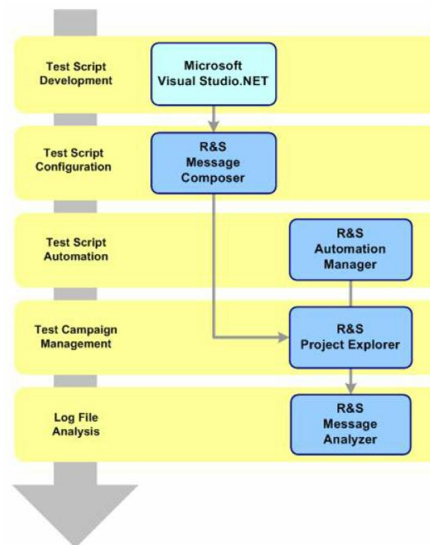 Test Script
Development
Microsoft
Visual Studio.NET
Test Script
Configuration
R&S
Message
Composer
Test Script
Automation
R&S
Automation
Manager
Test Campaign
Management
R&S
Project Explorer
Log File
Analysis
R&S
Message
Analyzer